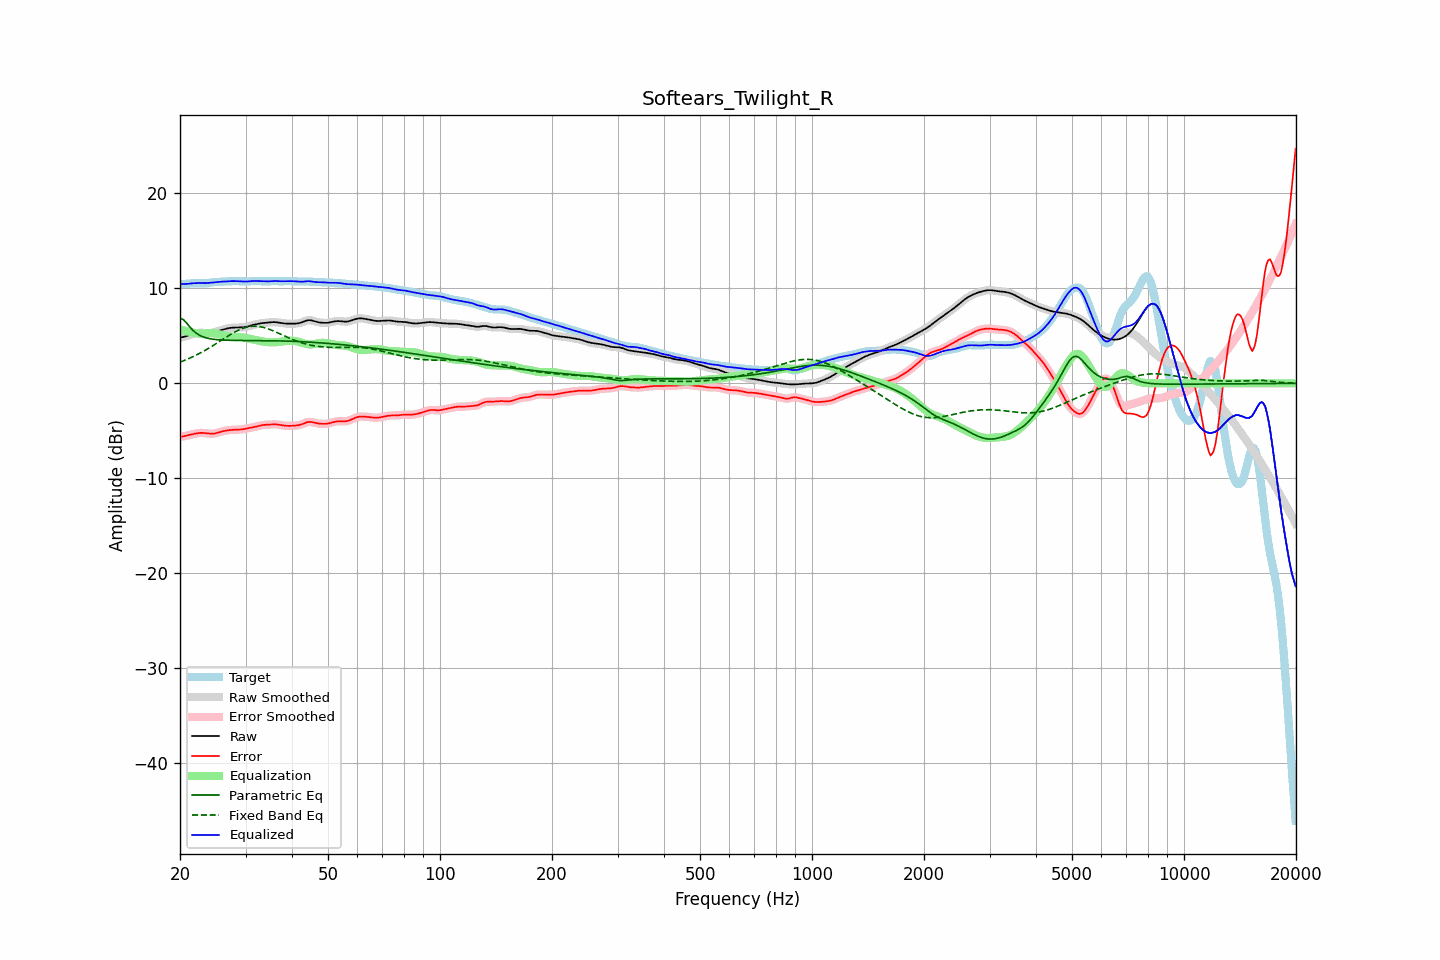 Softears_Twilight_R
20
10
0
−10
−20
−30
−40
Amplitude (dBr)
Target
Raw Smoothed
Error Smoothed
Raw
Error
Equalization
Parametric Eq
Fixed Band Eq
Equalized
20 50 100 200 500 1000 2000 5000 10000 20000
Frequency (Hz)